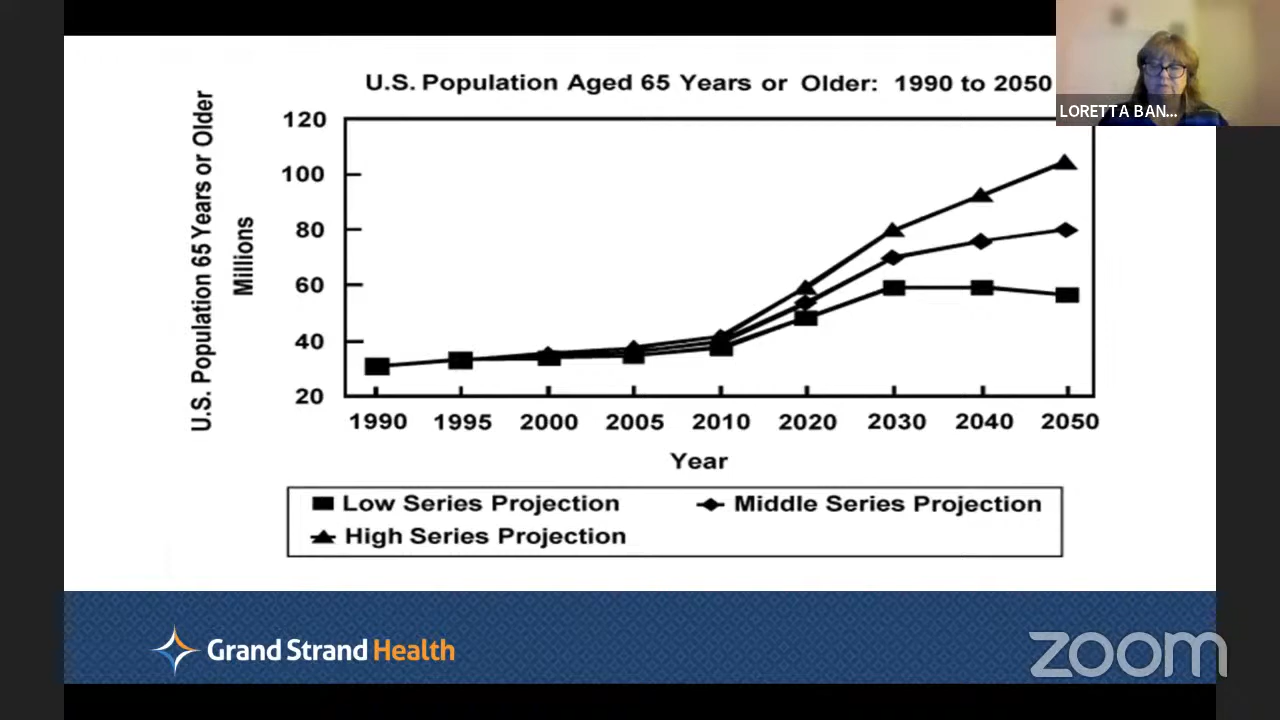 U.S. Population Aged 65 Years or Older: 1990 to 2050
LORETTA BAN...
U.S. Population 65 Years or Older
Millions
120
100
80
60
40
20
1990 1995 2000 2005 2010 2020 2030 2040 2050
Year
Low Series Projection Middle Series Projection
High Series Projection
Grand Strand Health
zoom